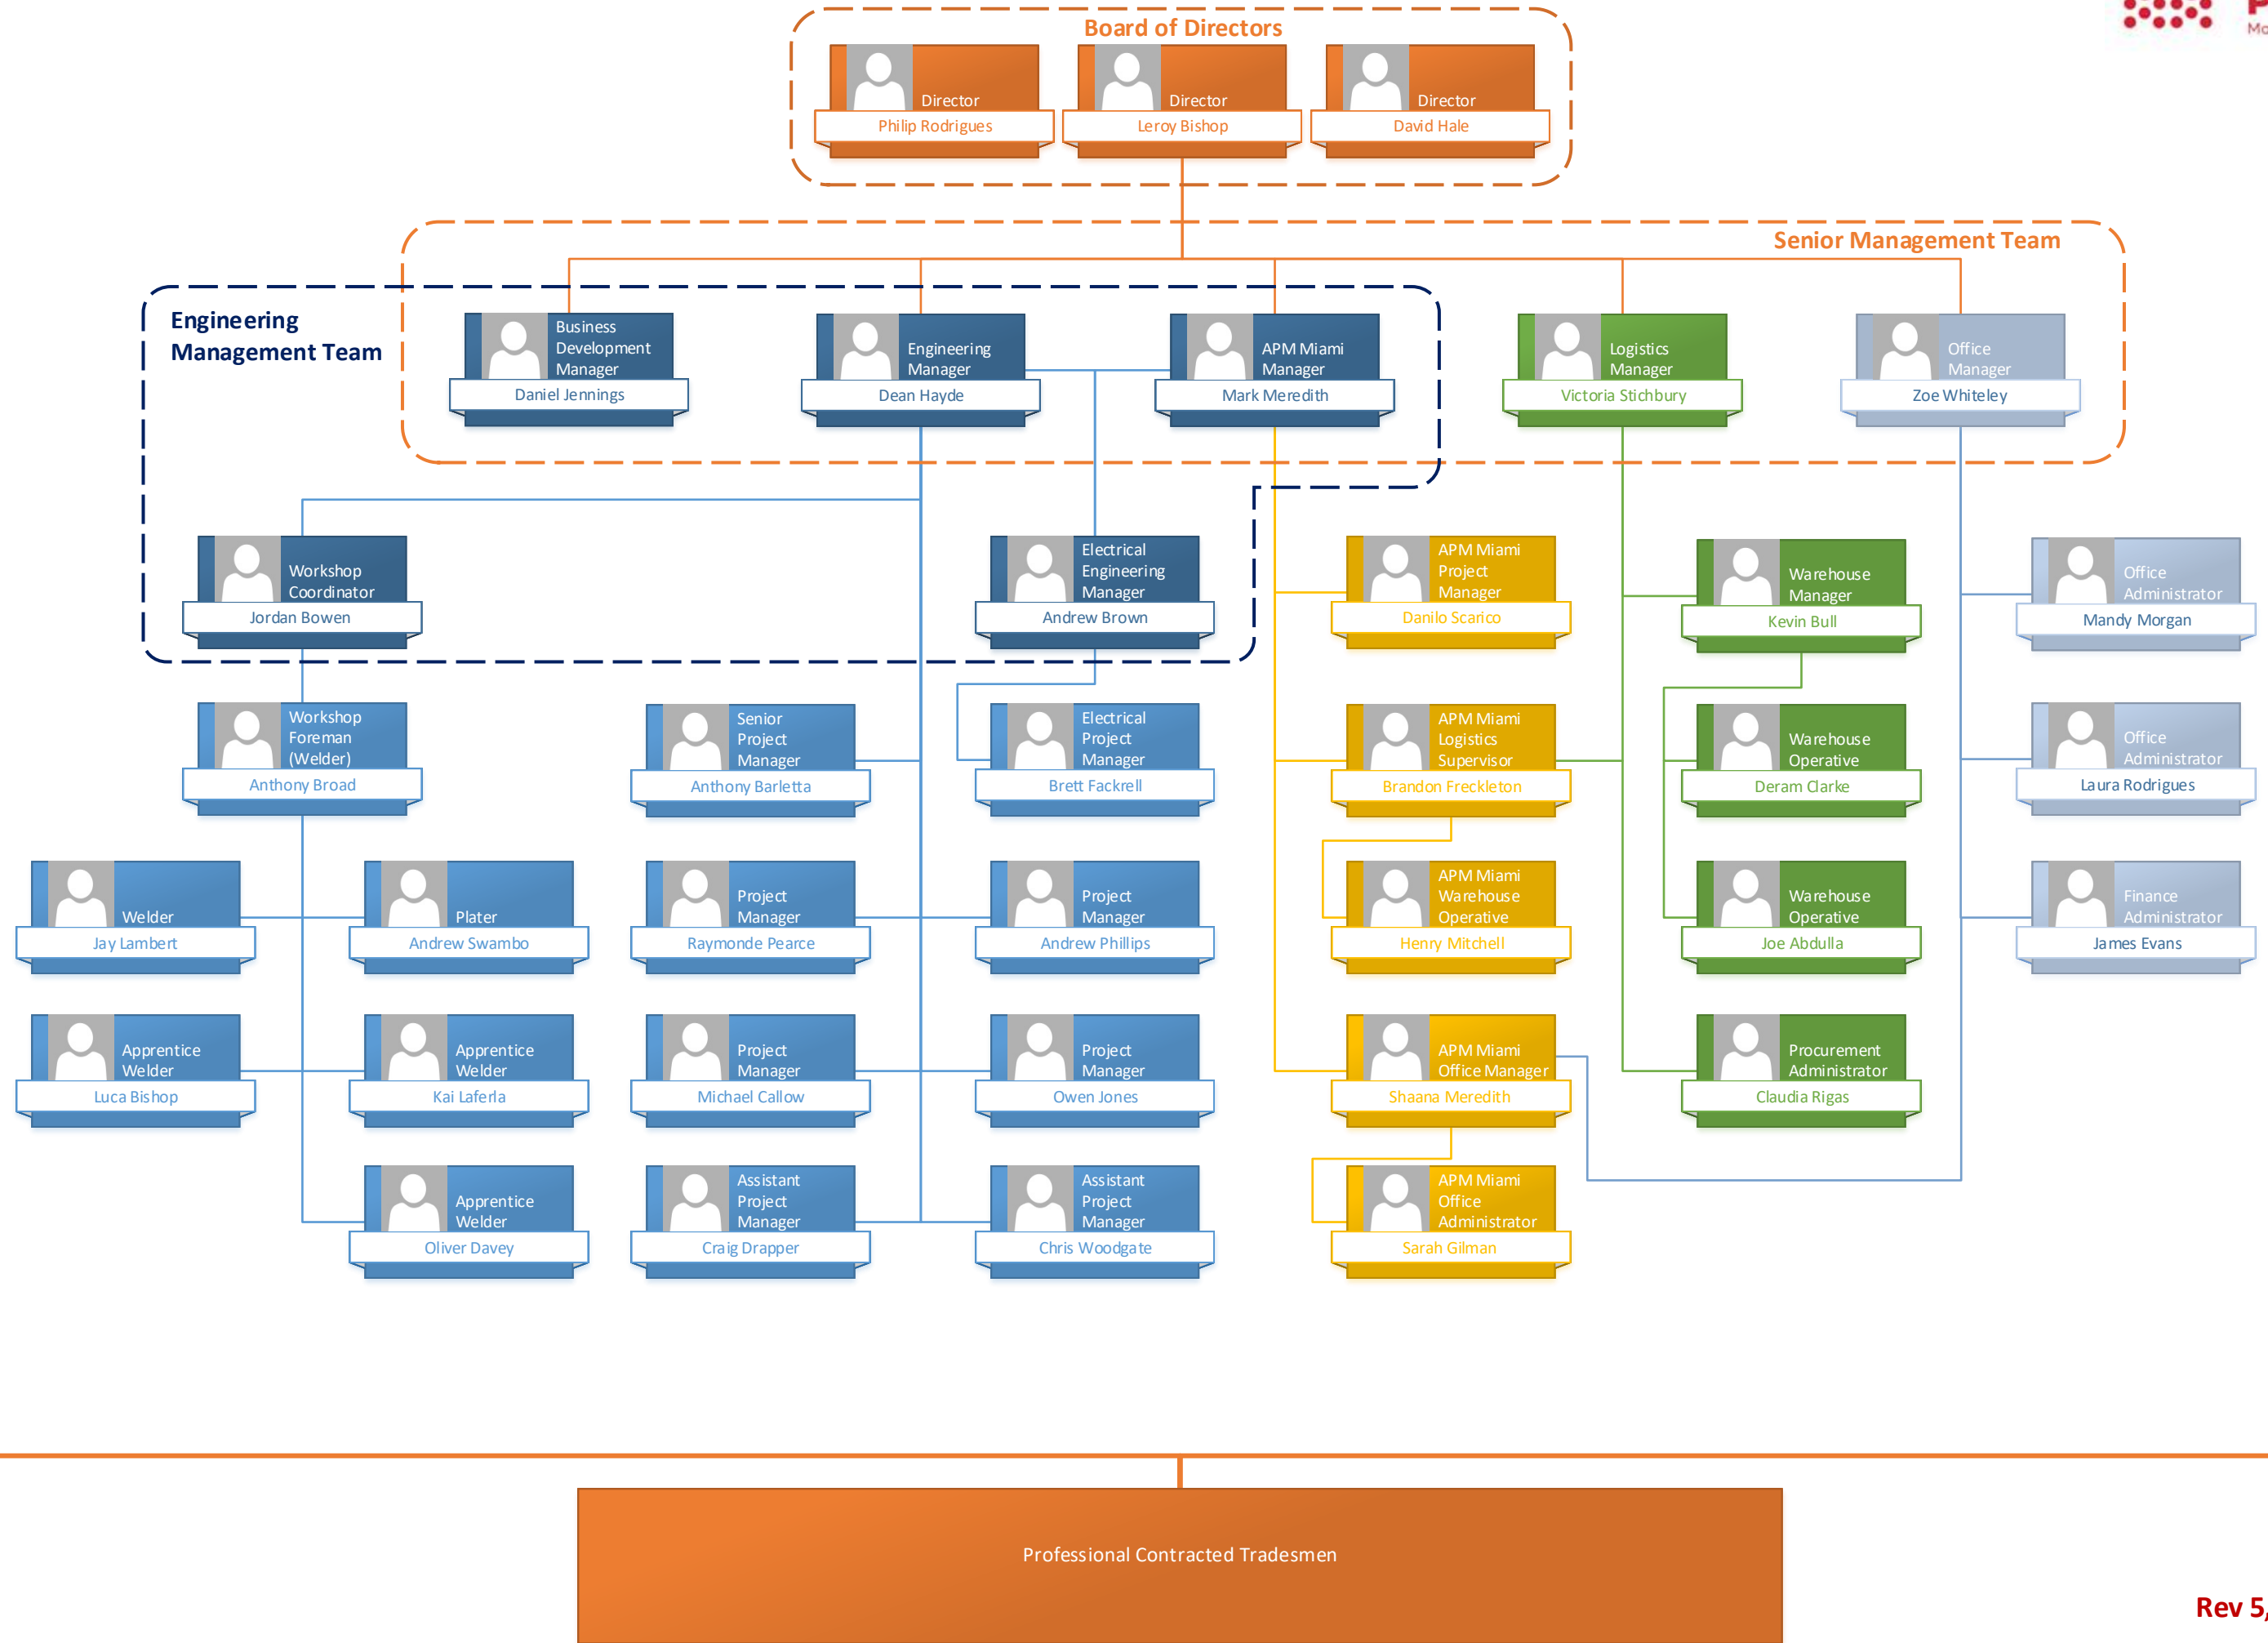 Board of Directors
Director
Philip Rodrigues
Director
Leroy Bishop
Director
David Hale
Senior Management Team
Engineering
Management Team
Business
Development
Manager
Daniel Jennings
Engineering
Manager
Dean Hayde
APM Miami
Manager
Mark Meredith
Logistics
Manager
Victoria Stichbury
Office
Manager
Zoe Whiteley
Workshop
Coordinator
Jordan Bowen
Electrical
Engineering
Manager
Andrew Brown
APM Miami
Project
Manager
Danilo Scarico
Warehouse
Manager
Kevin Bull
Office
Administrator
Mandy Morgan
Workshop
Foreman
(Welder)
Anthony Broad
Senior
Project
Manager
Anthony Barletta
Electrical
Project
Manager
Brett Fackrell
APM Miami
Logistics
Supervisor
Brandon Freckleton
Warehouse
Operative
Deram Clarke
Office
Administrator
Laura Rodrigues
Welder
Jay Lambert
Plater
Andrew Swambo
Project
Manager
Raymonde Pearce
Project
Manager
Andrew Phillips
APM Miami
Warehouse
Operative
Henry Mitchell
Warehouse
Operative
Joe Abdulla
Finance
Administrator
James Evans
Apprentice
Welder
Luca Bishop
Apprentice
Welder
Kai Laferla
Project
Manager
Michael Callow
Project
Manager
Owen Jones
APM Miami
Office Manager
Shaana Meredith
Procurement
Administrator
Claudia Rigas
Apprentice
Welder
Oliver Davey
Assistant
Project
Manager
Craig Drapper
Assistant
Project
Manager
Chris Woodgate
APM Miami
Office
Administrator
Sarah Gilman
Professional Contracted Tradesmen
Rev 5,